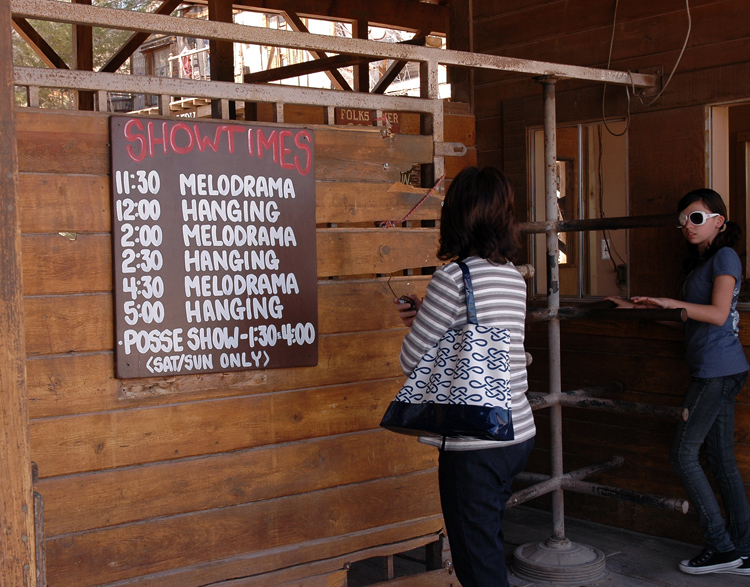 SHOWTIMES
11:30 MELODRAMA
12:00 HANGING
2:00 MELODRAMA
2:30 HANGING
4:30 MELODRAMA
5:00 HANGING
·POSSE SHOW-1:30-4:00
<SAT/SUN ONLY>
FOLKS